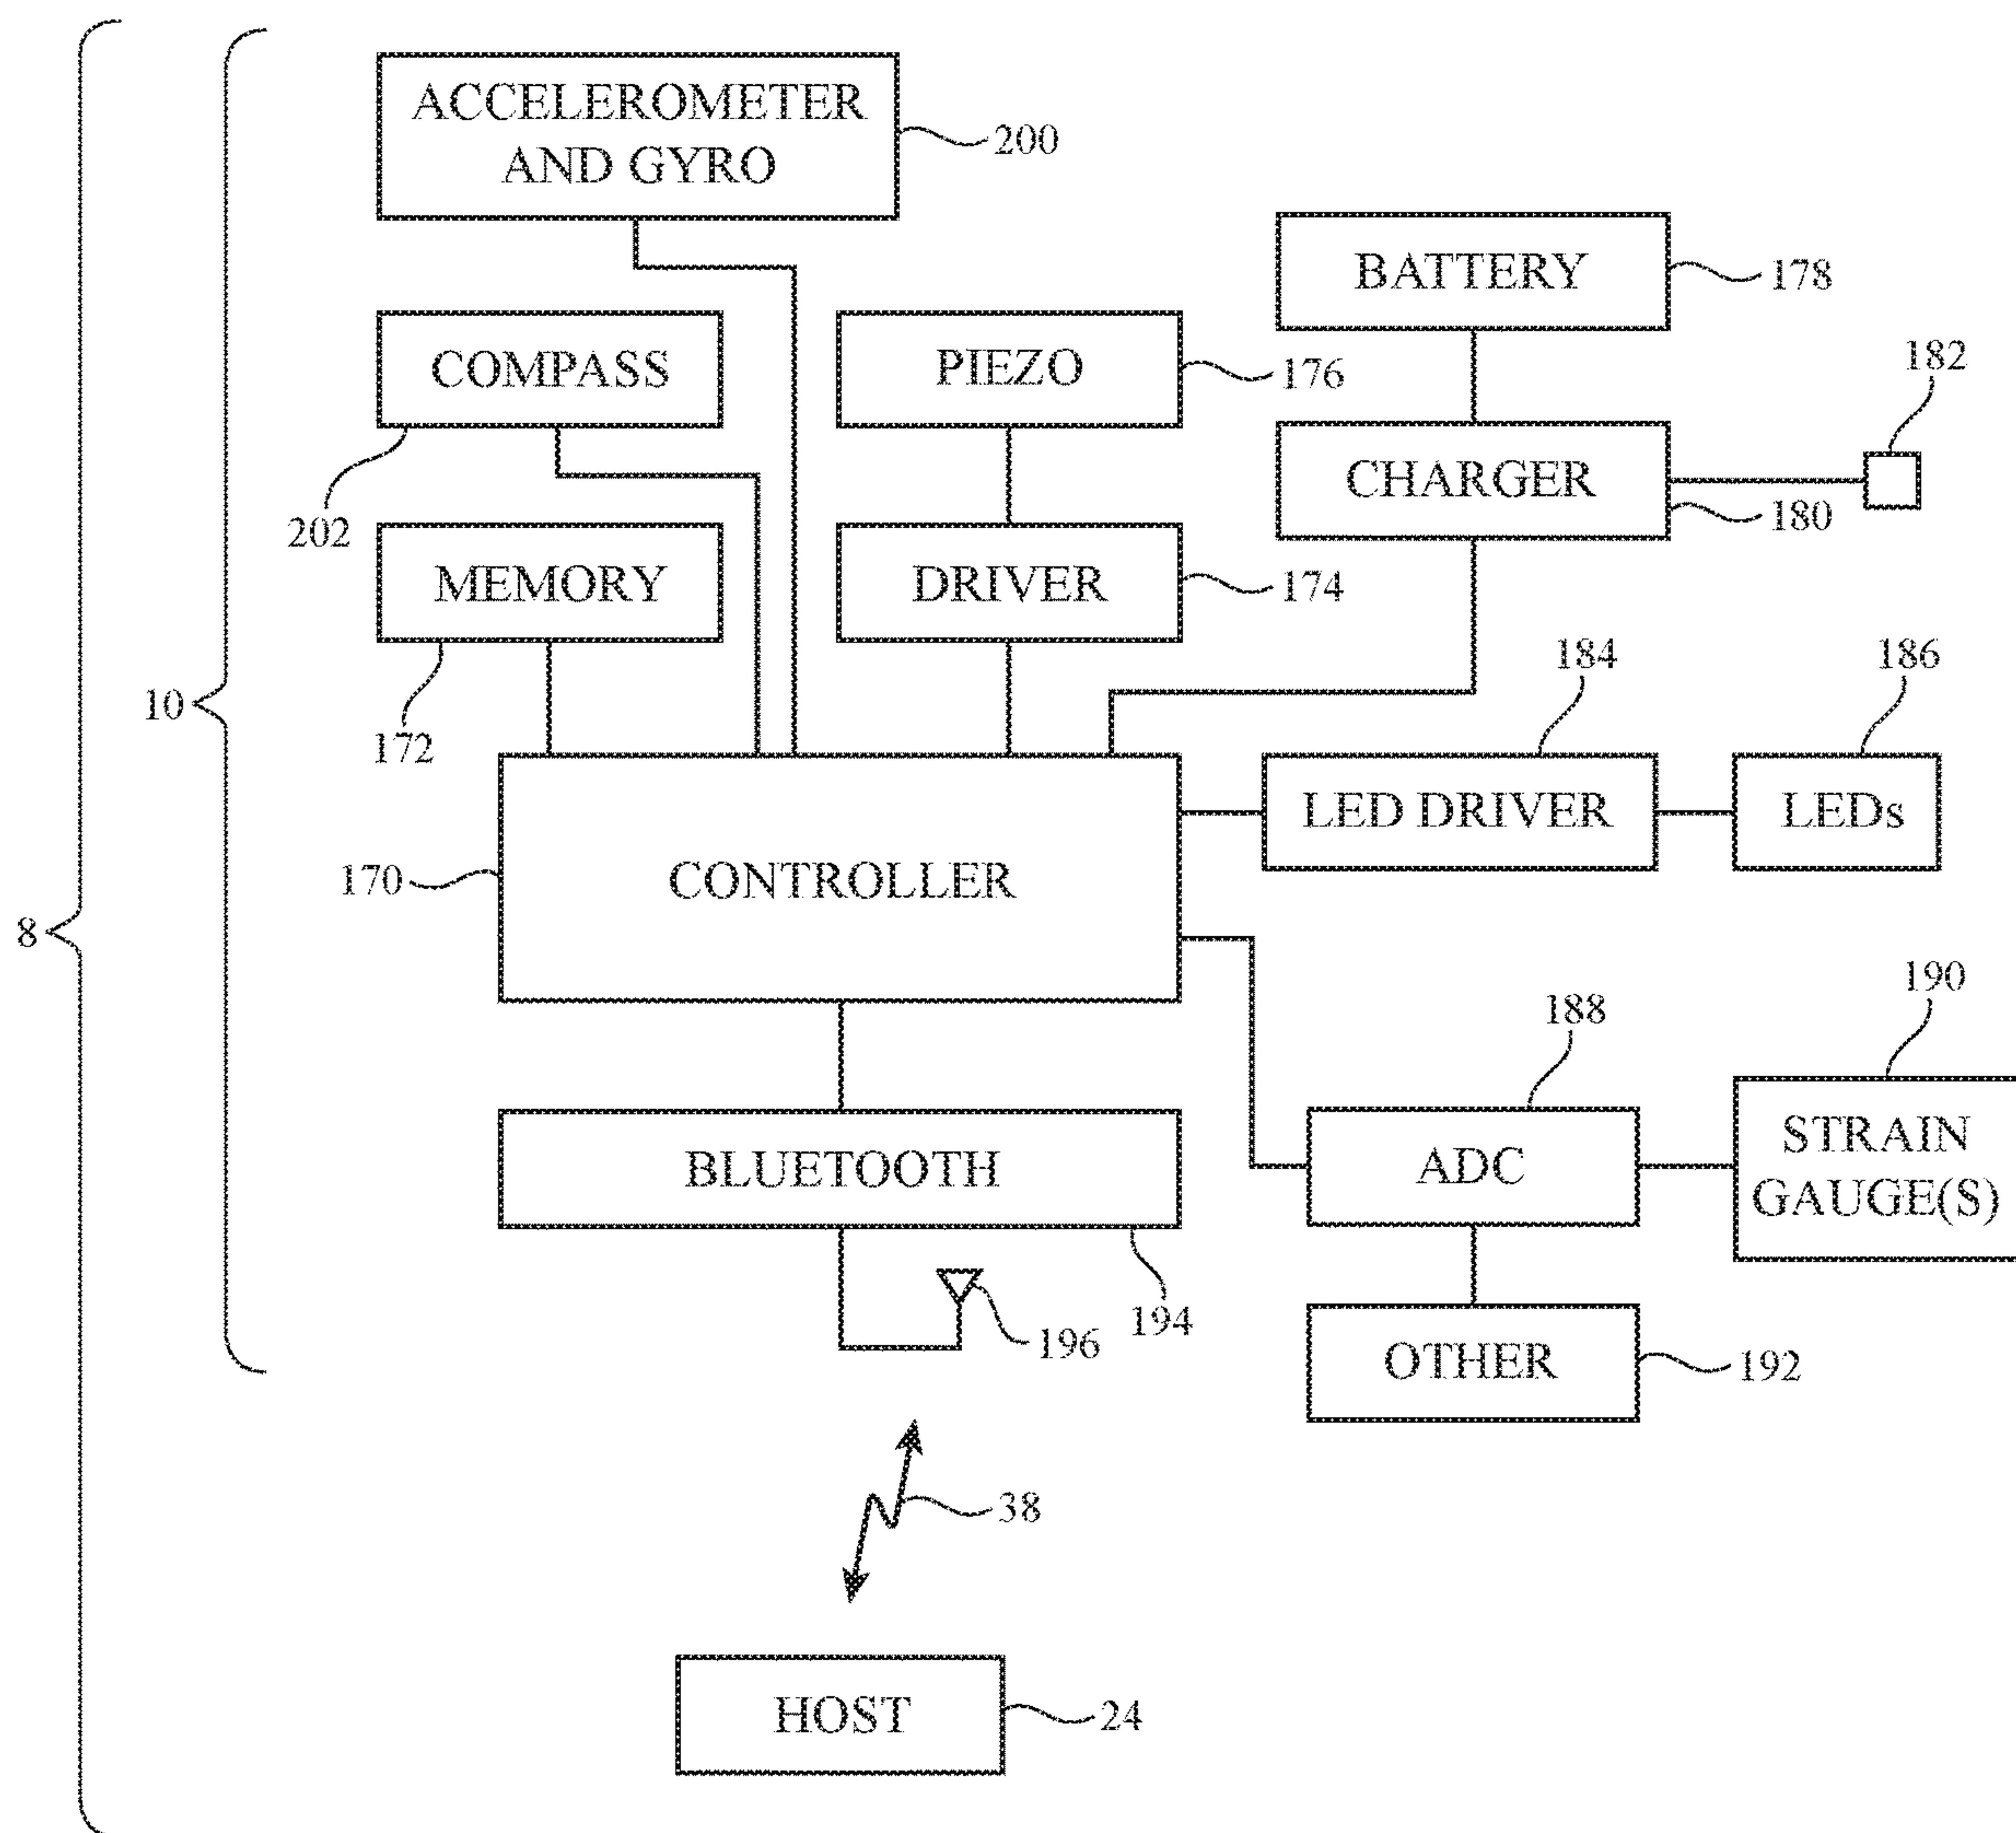 ACCELEROMETER
AND GYRO
200
BATTERY
178
COMPASS
202
PIEZO
176
182
CHARGER
180
MEMORY
172
DRIVER
174
184
186
10
8
LED DRIVER
LEDs
170
CONTROLLER
188
190
BLUETOOTH
194
ADC
STRAIN
GAUGE(S)
196
OTHER
192
38
HOST
24